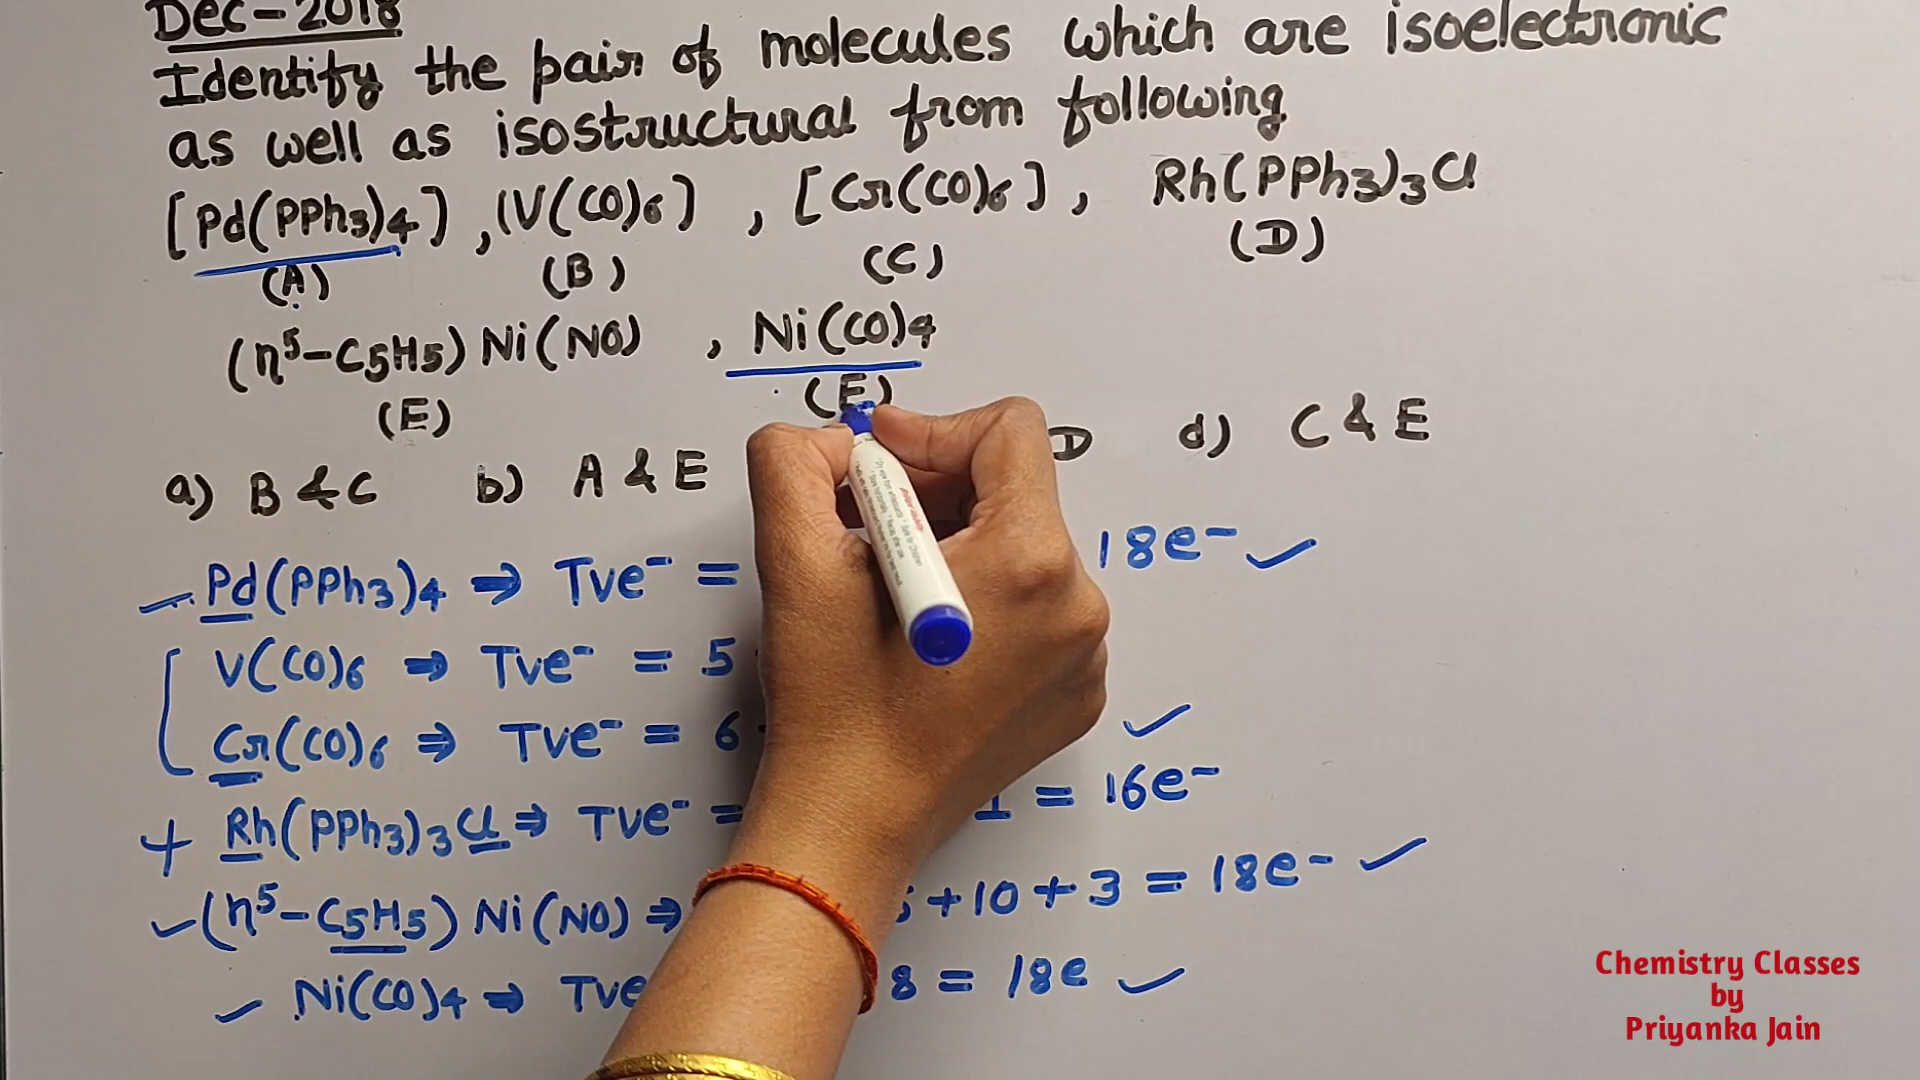 Dec-2018
Identify the pair of molecules which are isoelectronic
as well as isostructural from following
[Pd(PPh3)4] , (V(CO)6] , [Cr(CO)6] , Rh(PPh3)3Cl
(A) (B) (C) (D)
(η5-C5H5) Ni(NO) , Ni(CO)4
(E) (E)
a) B & C b) A & E D d) C & E
Pd(PPh3)4 ⇒ Tve- = 18e- ✓
V(CO)6 ⇒ Tve- = 5
Cr(CO)6 ⇒ Tve- = 6 ✓
+ Rh(PPh3)3Cl ⇒ Tve- = 1 = 16e-
✓ (η5-C5H5) Ni(NO) ⇒ 5+10+3 = 18e- ✓
✓ Ni(CO)4 ⇒ Tve 8 = 18e ✓
Chemistry Classes
by
Priyanka Jain